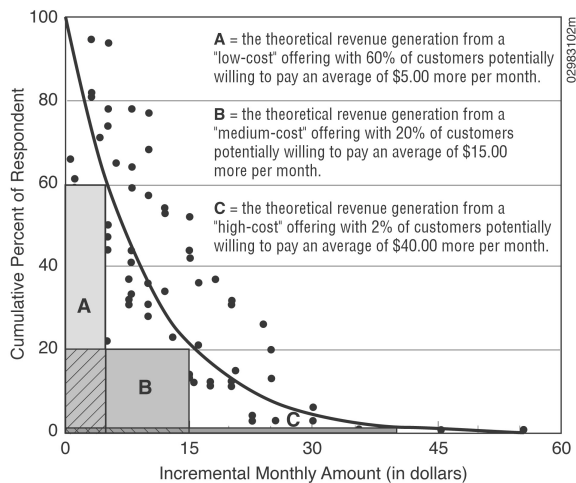 100
80
60
40
20
0
Cumulative Percent of Respondent
A = the theoretical revenue generation from a
"low-cost" offering with 60% of customers potentially
willing to pay an average of $5.00 more per month.
B = the theoretical revenue generation from a
"medium-cost" offering with 20% of customers
potentially willing to pay an average of $15.00
more per month.
C = the theoretical revenue generation from a
"high-cost" offering with 2% of customers potentially
willing to pay an average of $40.00 more per month.
A
B
C
0 15 30 45 60
Incremental Monthly Amount (in dollars)
02983102m